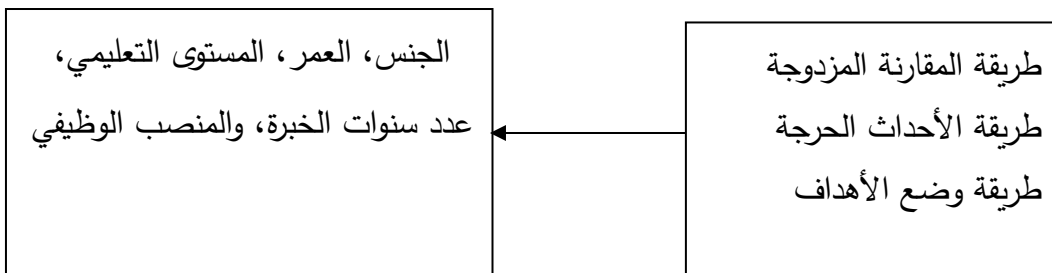 طريقة المقارنة المزدوجة
طريقة الأحداث الحرجة
طريقة وضع الأهداف
الجنس، العمر، المستوى التعليمي،
عدد سنوات الخبرة، والمنصب الوظيفي